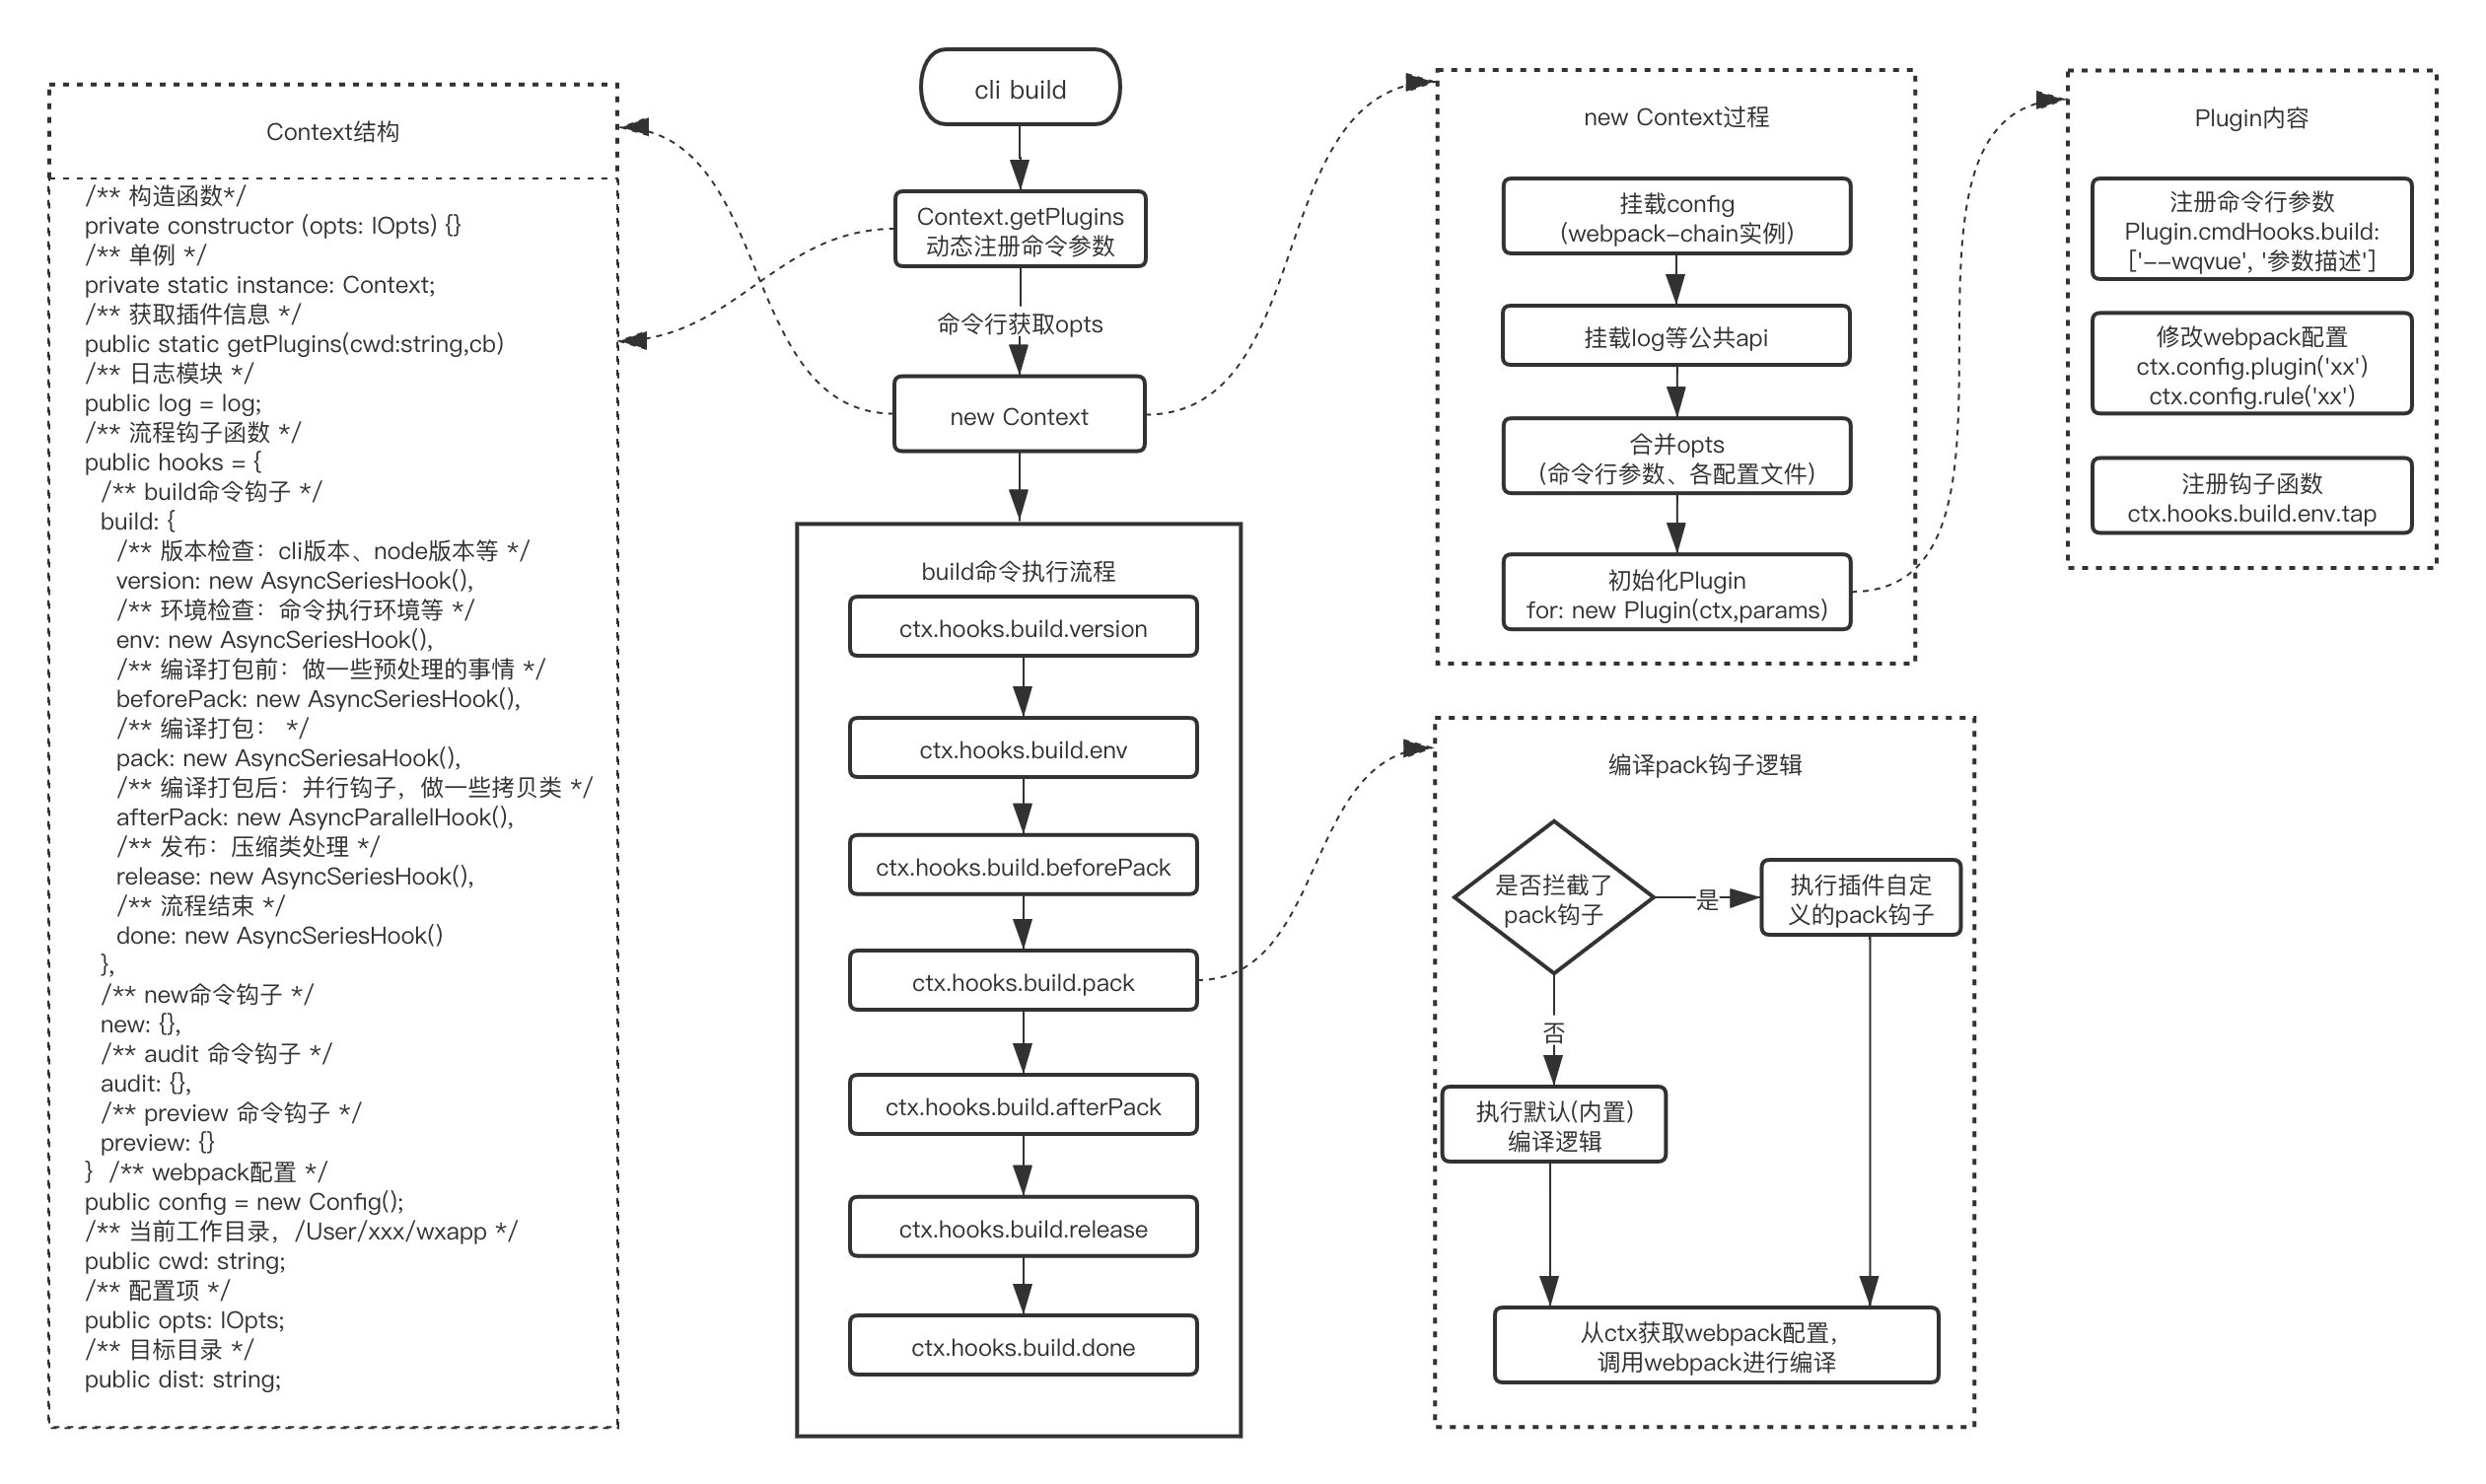 Context结构
/** 构造函数*/
private constructor (opts: IOpts) {}
/** 单例 */
private static instance: Context;
/** 获取插件信息 */
public static getPlugins(cwd:string,cb)
/** 日志模块 */
public log = log;
/** 流程钩子函数 */
public hooks = {
/** build命令钩子 */
build: {
/** 版本检查：cli版本、node版本等 */
version: new AsyncSeriesHook(),
/** 环境检查：命令执行环境等 */
env: new AsyncSeriesHook(),
/** 编译打包前：做一些预处理的事情 */
beforePack: new AsyncSeriesHook(),
/** 编译打包： */
pack: new AsyncSeriesaHook(),
/** 编译打包后：并行钩子，做一些拷贝类 */
afterPack: new AsyncParallelHook(),
/** 发布：压缩类处理 */
release: new AsyncSeriesHook(),
/** 流程结束 */
done: new AsyncSeriesHook()
},
/** new命令钩子 */
new: {},
/** audit 命令钩子 */
audit: {},
/** preview 命令钩子 */
preview: {}
} /** webpack配置 */
public config = new Config();
/** 当前工作目录，/User/xxx/wxapp */
public cwd: string;
/** 配置项 */
public opts: IOpts;
/** 目标目录 */
public dist: string;
cli build
Context.getPlugins
动态注册命令参数
命令行获取opts
new Context
build命令执行流程
ctx.hooks.build.version
ctx.hooks.build.env
ctx.hooks.build.beforePack
ctx.hooks.build.pack
ctx.hooks.build.afterPack
ctx.hooks.build.release
ctx.hooks.build.done
new Context过程
挂载config
(webpack-chain实例)
挂载log等公共api
合并opts
(命令行参数、各配置文件)
初始化Plugin
for: new Plugin(ctx,params)
Plugin内容
注册命令行参数
Plugin.cmdHooks.build:
['--wqvue', '参数描述']
修改webpack配置
ctx.config.plugin('xx')
ctx.config.rule('xx')
注册钩子函数
ctx.hooks.build.env.tap
编译pack钩子逻辑
是否拦截了
pack钩子
是
执行插件自定
义的pack钩子
否
执行默认(内置)
编译逻辑
从ctx获取webpack配置，
调用webpack进行编译